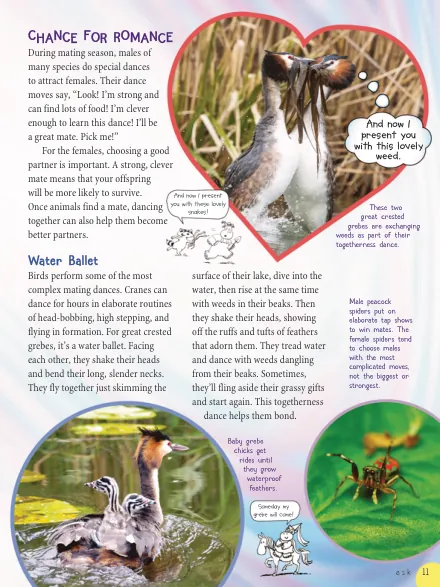 CHANCE FOR ROMANCE
During mating season, males of
many species do special dances
to attract females. Their dance
moves say, “Look! I’m strong and
can find lots of food! I’m clever
enough to learn this dance! I’ll be
a great mate. Pick me!”
For the females, choosing a good
partner is important. A strong, clever
mate means that your offspring
will be more likely to survive.
Once animals find a mate, dancing
together can also help them become
better partners.
And now I
present you
with this lovely
weed.
And now I present
you with these lovely
snakes!
These two
great crested
grebes are exchanging
weeds as part of their
togetherness dance.
Water Ballet
Birds perform some of the most
complex mating dances. Cranes can
dance for hours in elaborate routines
of head-bobbing, high stepping, and
flying in formation. For great crested
grebes, it’s a water ballet. Facing
each other, they shake their heads
and bend their long, slender necks.
They fly together just skimming the
surface of their lake, dive into the
water, then rise at the same time
with weeds in their beaks. Then
they shake their heads, showing
off the ruffs and tufts of feathers
that adorn them. They tread water
and dance with weeds dangling
from their beaks. Sometimes,
they’ll fling aside their grassy gifts
and start again. This togetherness
dance helps them bond.
Male peacock
spiders put on
elaborate tap shows
to win mates. The
female spiders tend
to choose males
with the most
complicated moves,
not the biggest or
strongest.
Baby grebe
chicks get
rides until
they grow
waterproof
feathers.
Someday my
grebe will come!
ask 11